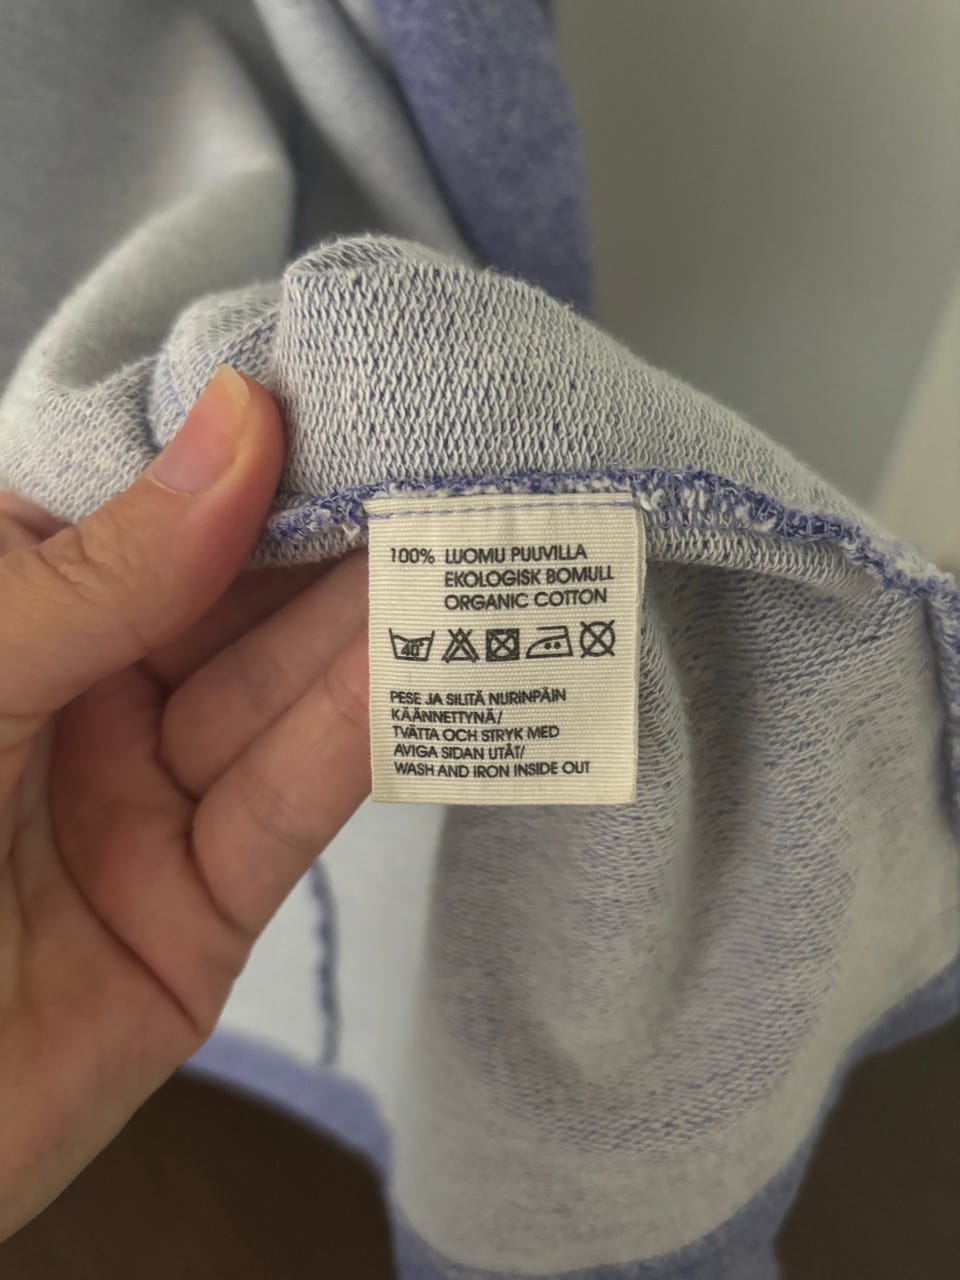 100% LUOMU PUUVILLA
EKOLOGISK BOMULL
ORGANIC COTTON
40°
PESE JA SILITÄ NURINPÄIN
KÄÄNNETTYNÄ/
TVÄTTA OCH STRYK MED
AVIGA SIDAN UTÅT/
WASH AND IRON INSIDE OUT